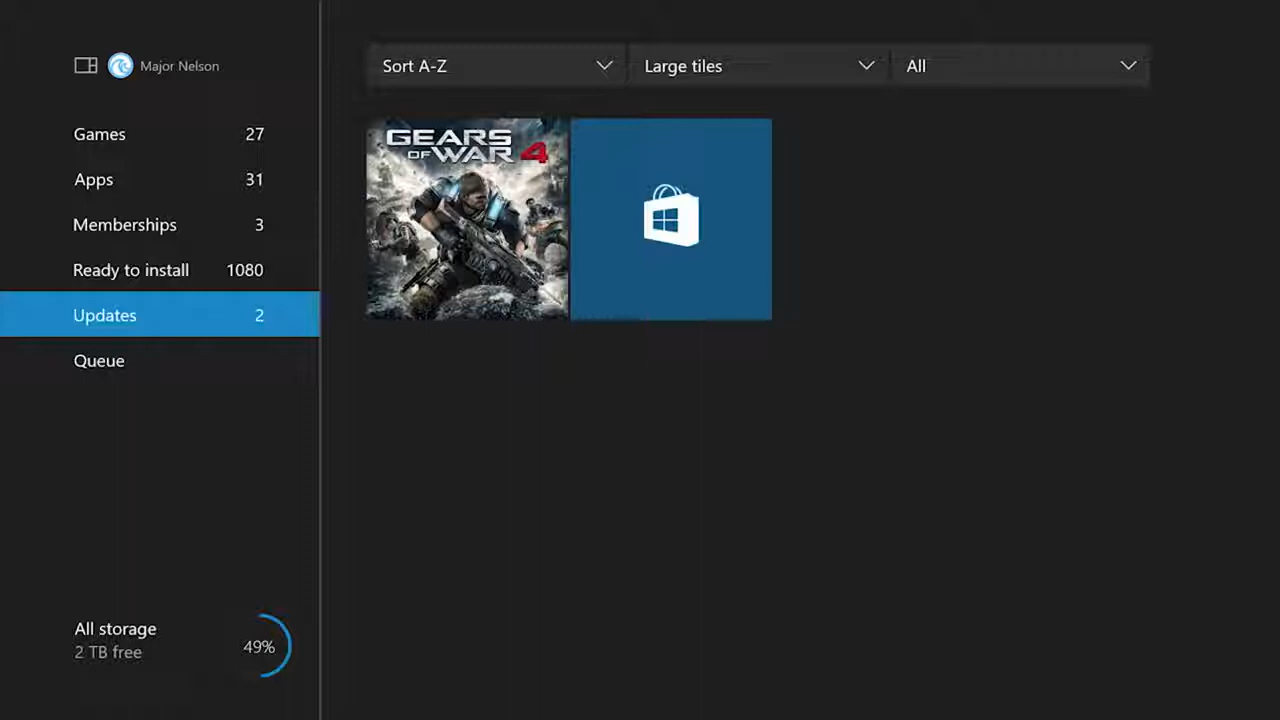 Major Nelson
Games 27
Apps 31
Memberships 3
Ready to install 1080
Updates 2
Queue
All storage
2 TB free
49%
Sort A-Z
Large tiles
All
GEARS
OF WAR 4